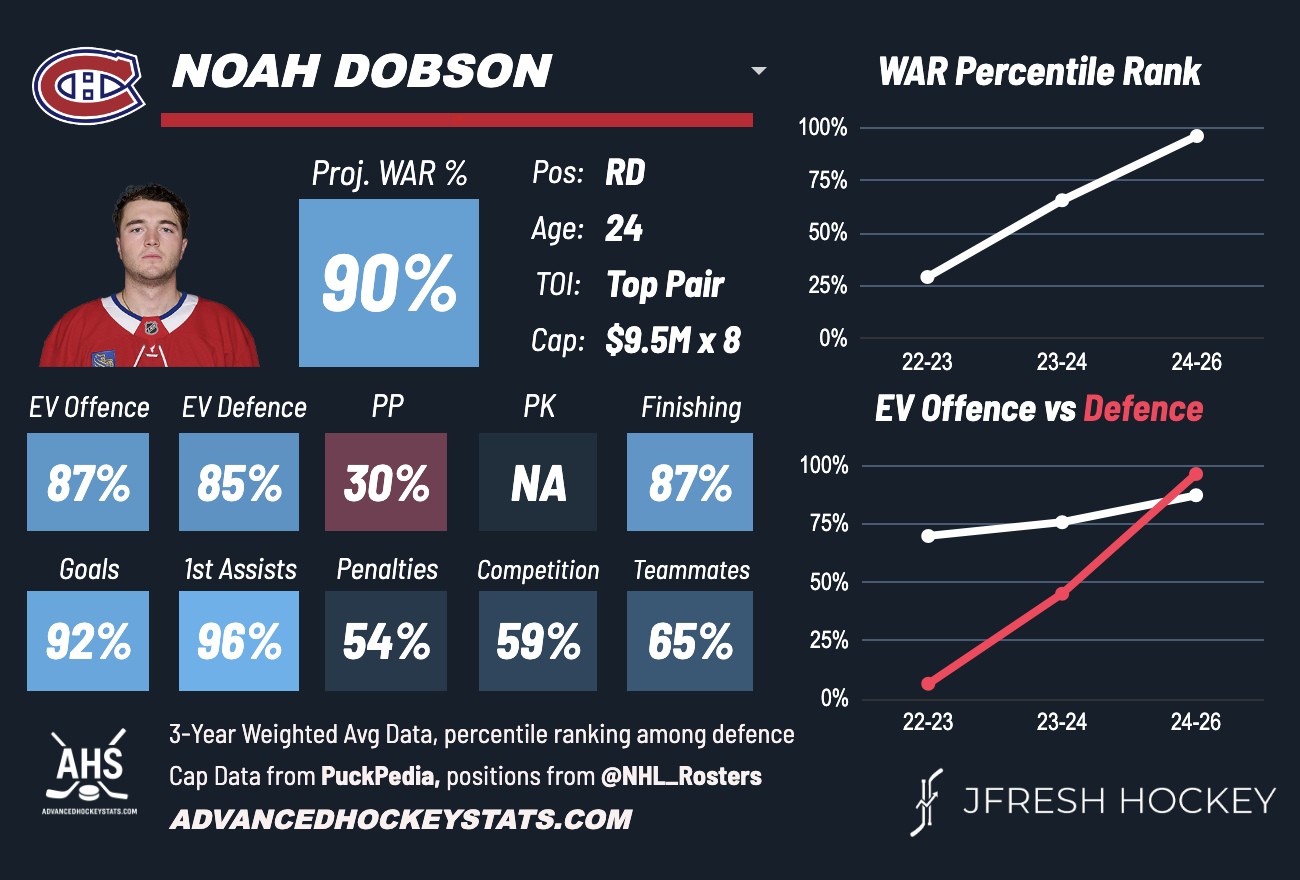 NOAH DOBSON
Proj. WAR %
90%
Pos: RD
Age: 24
TOI: Top Pair
Cap: $9.5M x 8
EV Offence EV Defence PP PK Finishing
87% 85% 30% NA 87%
Goals 1st Assists Penalties Competition Teammates
92% 96% 54% 59% 65%
WAR Percentile Rank
100%
75%
50%
25%
0%
22-23 23-24 24-26
EV Offence vs Defence
100%
75%
50%
25%
0%
22-23 23-24 24-26
AHS
ADVANCEDHOCKEYSTATS.COM
3-Year Weighted Avg Data, percentile ranking among defence
Cap Data from PuckPedia, positions from @NHL_Rosters
ADVANCEDHOCKEYSTATS.COM
JFRESH HOCKEY